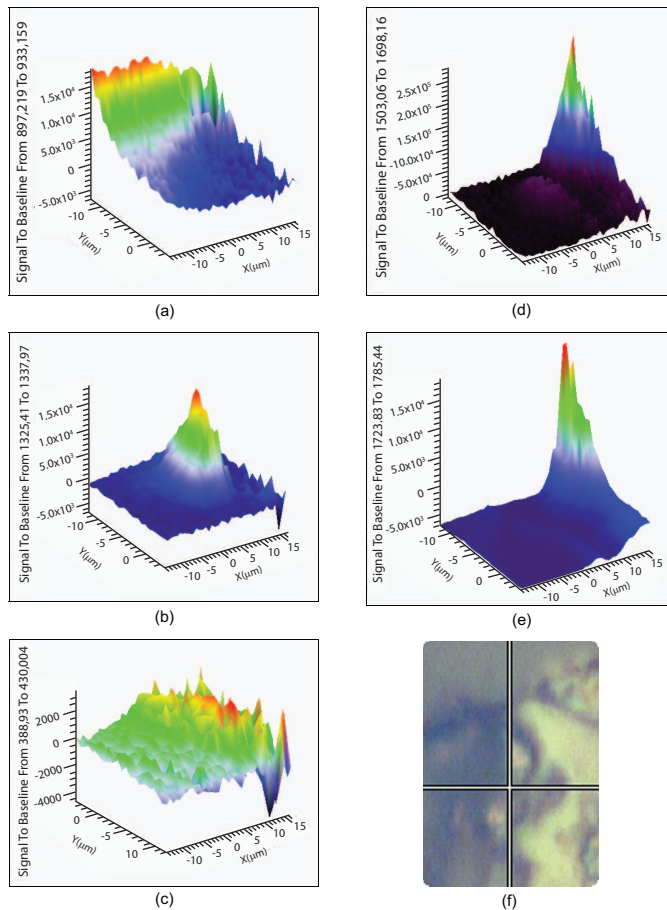 Signal To Baseline From 897,219 To 933,159
1.5x10⁴
1.0x10⁴
5.0x10³
0
-5.0x10³
-10
-5
0
Y(μm)
-10
-5
0
5
10
15
X(μm)
(a)
Signal To Baseline From 1325,41 To 1337,97
1.5x10⁴
1.0x10⁴
5.0x10³
0
-5.0x10³
-10
-5
0
Y(μm)
-10
-5
0
5
10
15
X(μm)
(b)
Signal To Baseline From 388,93 To 430,004
2000
0
-2000
-4000
0
-5
10
Y(μm)
-10
-5
0
5
10
15
X(μm)
(c)
Signal To Baseline From 1503,06 To 1698,16
2.5x10⁵
2.0x10⁵
1.5x10⁵
-10.0x10⁴
-5.0x10⁴
0
-10
-5
0
Y(μm)
-10
-5
0
5
10
15
X(μm)
(d)
Signal To Baseline From 1723.83 To 1785.44
1.5x10⁴
1.0x10⁴
5.0x10³
0
-5.0x10³
-10
-5
0
Y(μm)
-10
-5
0
5
10
15
X(μm)
(e)
(f)